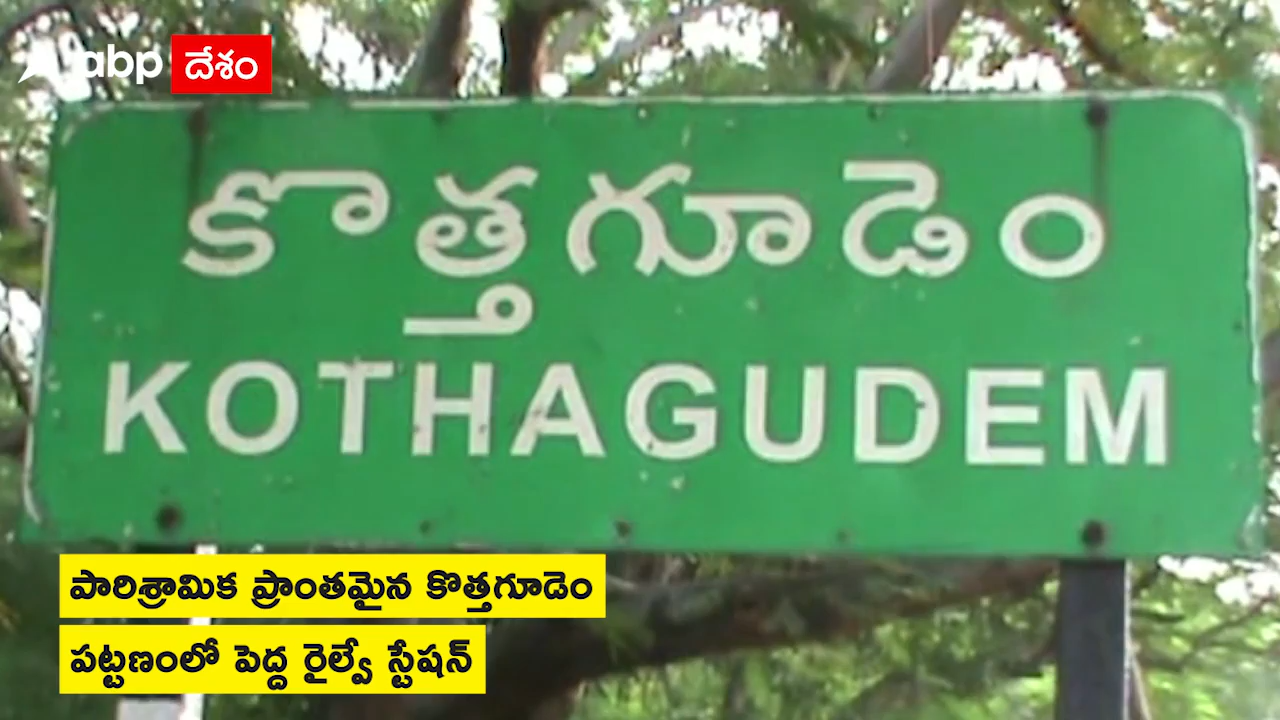 abp దేశం
కొత్తగూడెం
KOTHAGUDEM
పారిశ్రామిక ప్రాంతమైన కొత్తగూడెం
పట్టణంలో పెద్ద రైల్వే స్టేషన్